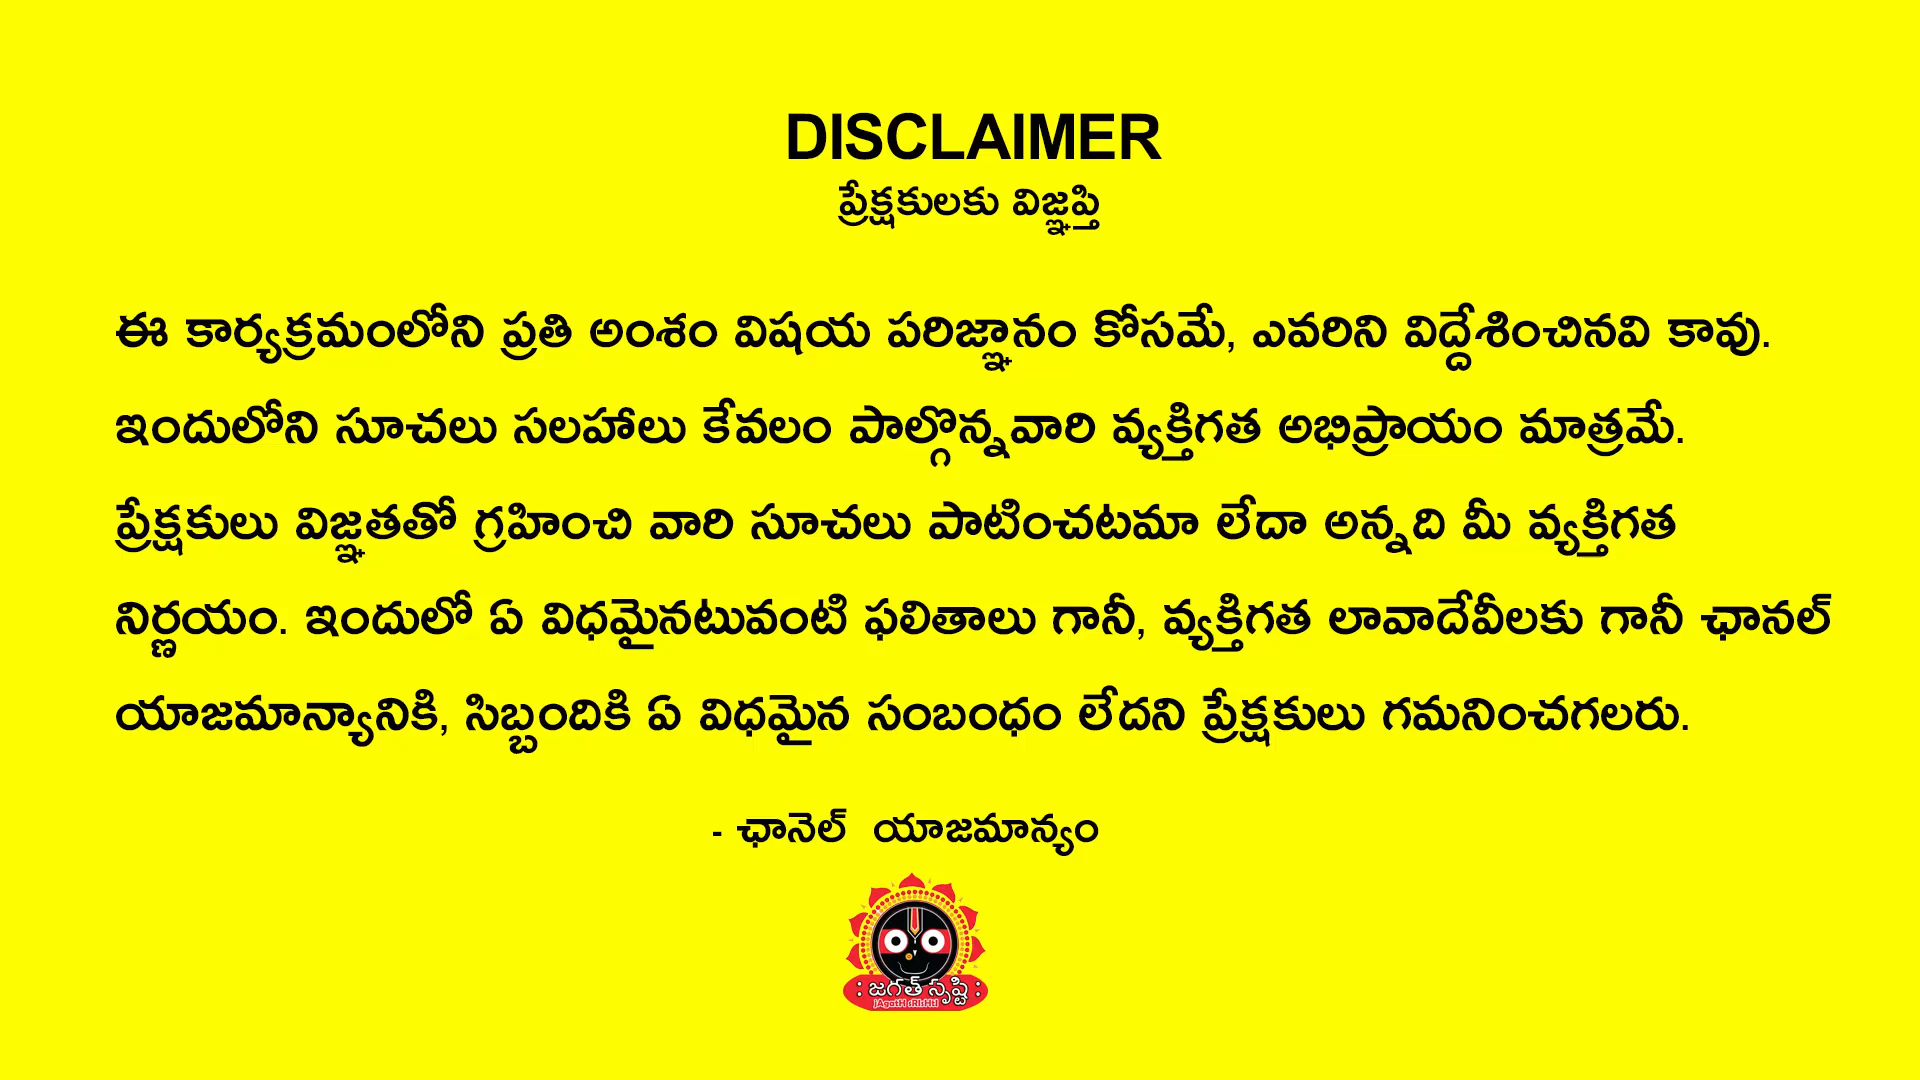 DISCLAIMER
ప్రేక్షకులకు విజ్ఞప్తి
ఈ కార్యక్రమంలోని ప్రతి అంశం విషయ పరిజ్ఞానం కోసమే, ఎవరిని విద్దేశించినవి కావు.
ఇందులోని సూచలు సలహాలు కేవలం పాల్గొన్నవారి వ్యక్తిగత అభిప్రాయం మాత్రమే.
ప్రేక్షకులు విజ్ఞతతో గ్రహించి వారి సూచలు పాటించటమా లేదా అన్నది మీ వ్యక్తిగత
నిర్ణయం. ఇందులో ఏ విధమైనటువంటి ఫలితాలు గానీ, వ్యక్తిగత లావాదేవీలకు గానీ ఛానల్
యాజమాన్యానికి, సిబ్బందికి ఏ విధమైన సంబంధం లేదని ప్రేక్షకులు గమనించగలరు.
- ఛానెల్ యాజమాన్యం
: జగత్ సృష్టి :
jAgatH sRIsHtI